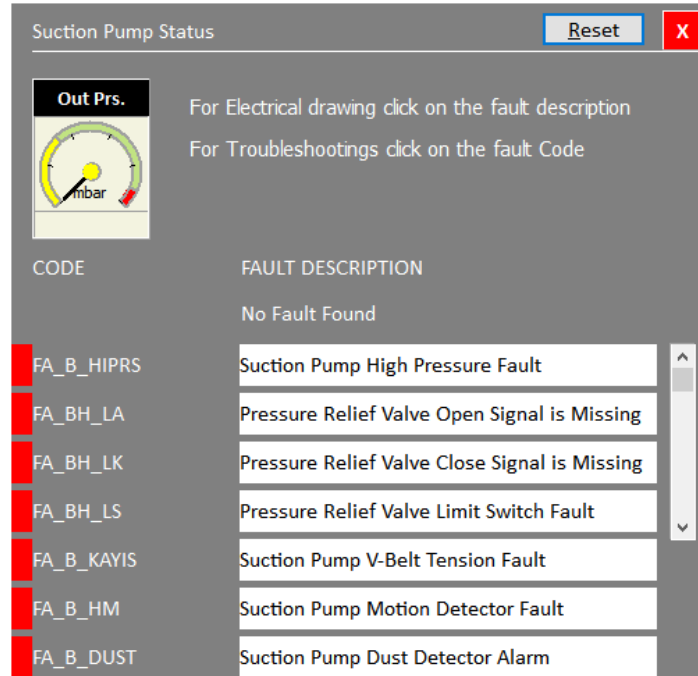 Suction Pump Status
Reset
X
Out Prs.
For Electrical drawing click on the fault description
For Troubleshootings click on the fault Code
mbar
CODE FAULT DESCRIPTION
No Fault Found
FA_B_HIPRS Suction Pump High Pressure Fault
FA_BH_LA Pressure Relief Valve Open Signal is Missing
FA_BH_LK Pressure Relief Valve Close Signal is Missing
FA_BH_LS Pressure Relief Valve Limit Switch Fault
FA_B_KAYIS Suction Pump V-Belt Tension Fault
FA_B_HM Suction Pump Motion Detector Fault
FA_B_DUST Suction Pump Dust Detector Alarm